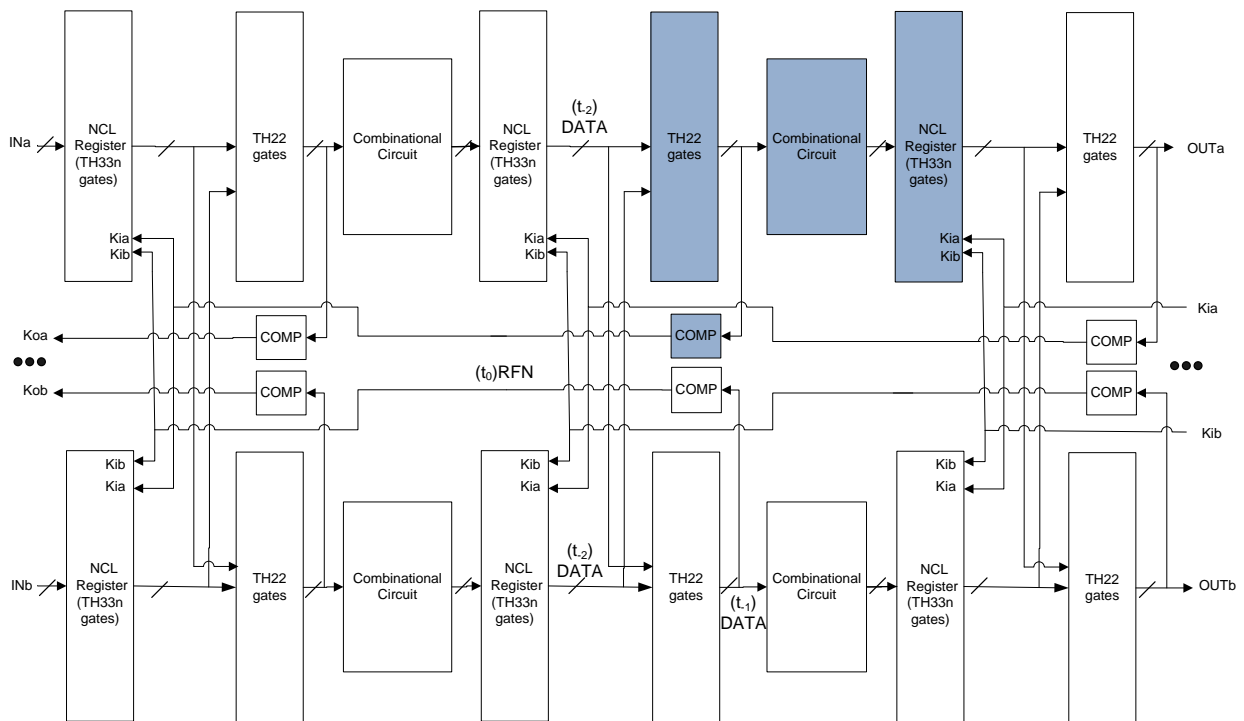 INa
NCL
Register
(TH33n
gates)
Kia
Kib
TH22
gates
Combinational
Circuit
NCL
Register
(TH33n
gates)
Kia
Kib
(t-2)
DATA
TH22
gates
Combinational
Circuit
NCL
Register
(TH33n
gates)
Kia
Kib
TH22
gates
OUTa
Koa
COMP
COMP
COMP
Kia
Kob
COMP
(t0)RFN
COMP
COMP
Kib
INb
Kib
Kia
NCL
Register
(TH33n
gates)
TH22
gates
Combinational
Circuit
Kib
Kia
NCL
Register
(TH33n
gates)
(t-2)
DATA
TH22
gates
(t-1)
DATA
Combinational
Circuit
Kib
Kia
NCL
Register
(TH33n
gates)
TH22
gates
OUTb